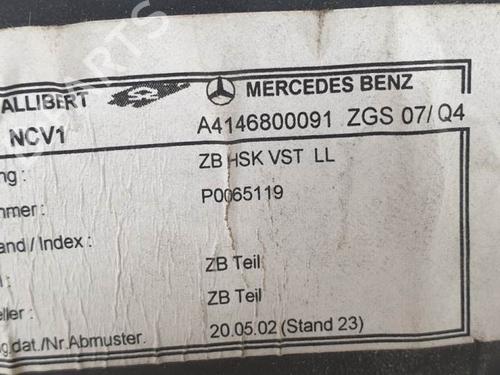 ALLIBERT
MERCEDES BENZ
NCV1
A4146800091 ZGS 07/Q4
ng : ZB HSK VST LL
mmer : P0065119
and/Index :
l : ZB Teil
eller : ZB Teil
g.dat./Nr.Abmuster. 20.05.02 (Stand 23)